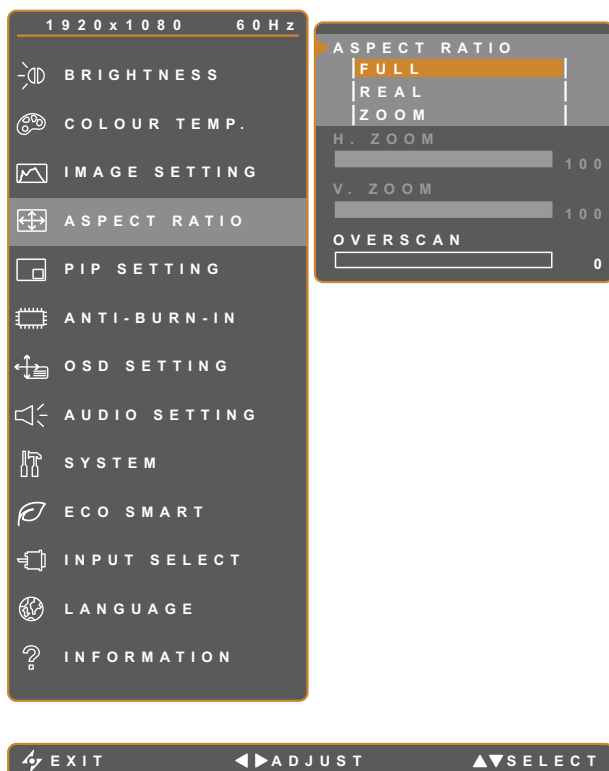 1920x1080 60Hz
BRIGHTNESS
COLOUR TEMP.
IMAGE SETTING
ASPECT RATIO
PIP SETTING
ANTI-BURN-IN
OSD SETTING
AUDIO SETTING
SYSTEM
ECO SMART
INPUT SELECT
LANGUAGE
INFORMATION
ASPECT RATIO
FULL
REAL
ZOOM
H. ZOOM
100
V. ZOOM
100
OVERSCAN
0
EXIT ADJUST SELECT